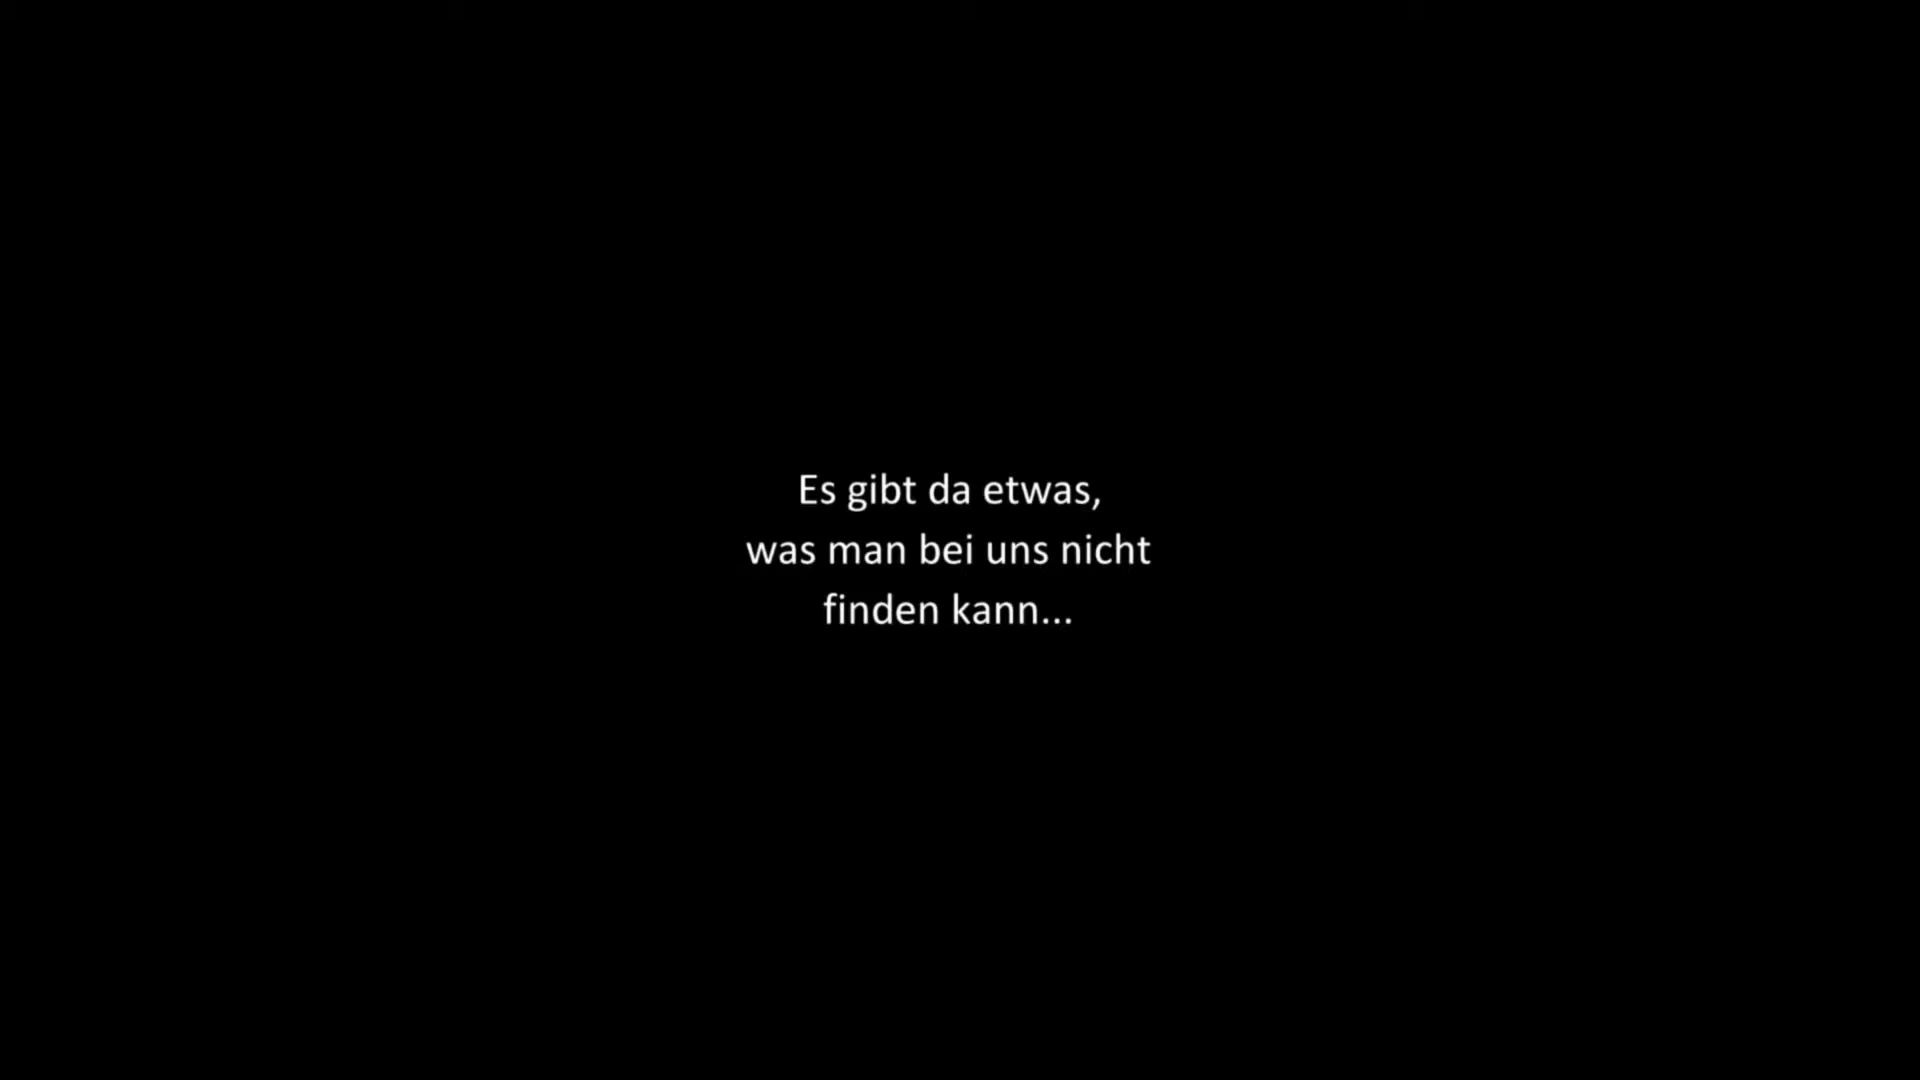 Es gibt da etwas,
was man bei uns nicht
finden kann...